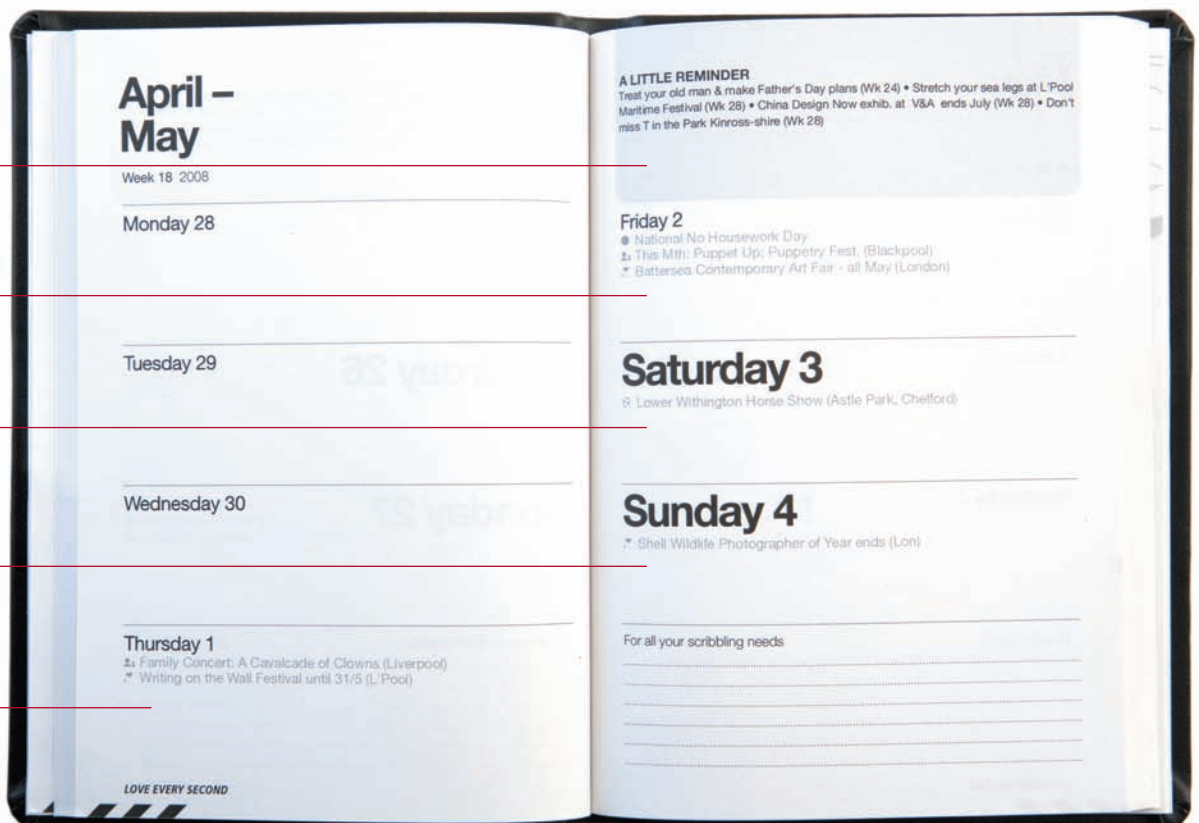 April –
May
Week 18 2008
Monday 28
Tuesday 29
Wednesday 30
Thursday 1
Family Concert: A Cavalcade of Clowns (Liverpool)
Writing on the Wall Festival until 31/5 (L'Pool)
LOVE EVERY SECOND
A LITTLE REMINDER
Treat your old man & make Father's Day plans (Wk 24) • Stretch your sea legs at L'Pool
Maritime Festival (Wk 28) • China Design Now exhib. at V&A ends July (Wk 28) • Don't
miss T in the Park Kinross-shire (Wk 28)
Friday 2
National No Housework Day
This Mth: Puppet Up: Puppetry Fest. (Blackpool)
Battersea Contemporary Art Fair - all May (London)
Saturday 3
Lower Withington Horse Show (Astle Park, Chelford)
Sunday 4
Shell Wildlife Photographer of Year ends (Lon)
For all your scribbling needs